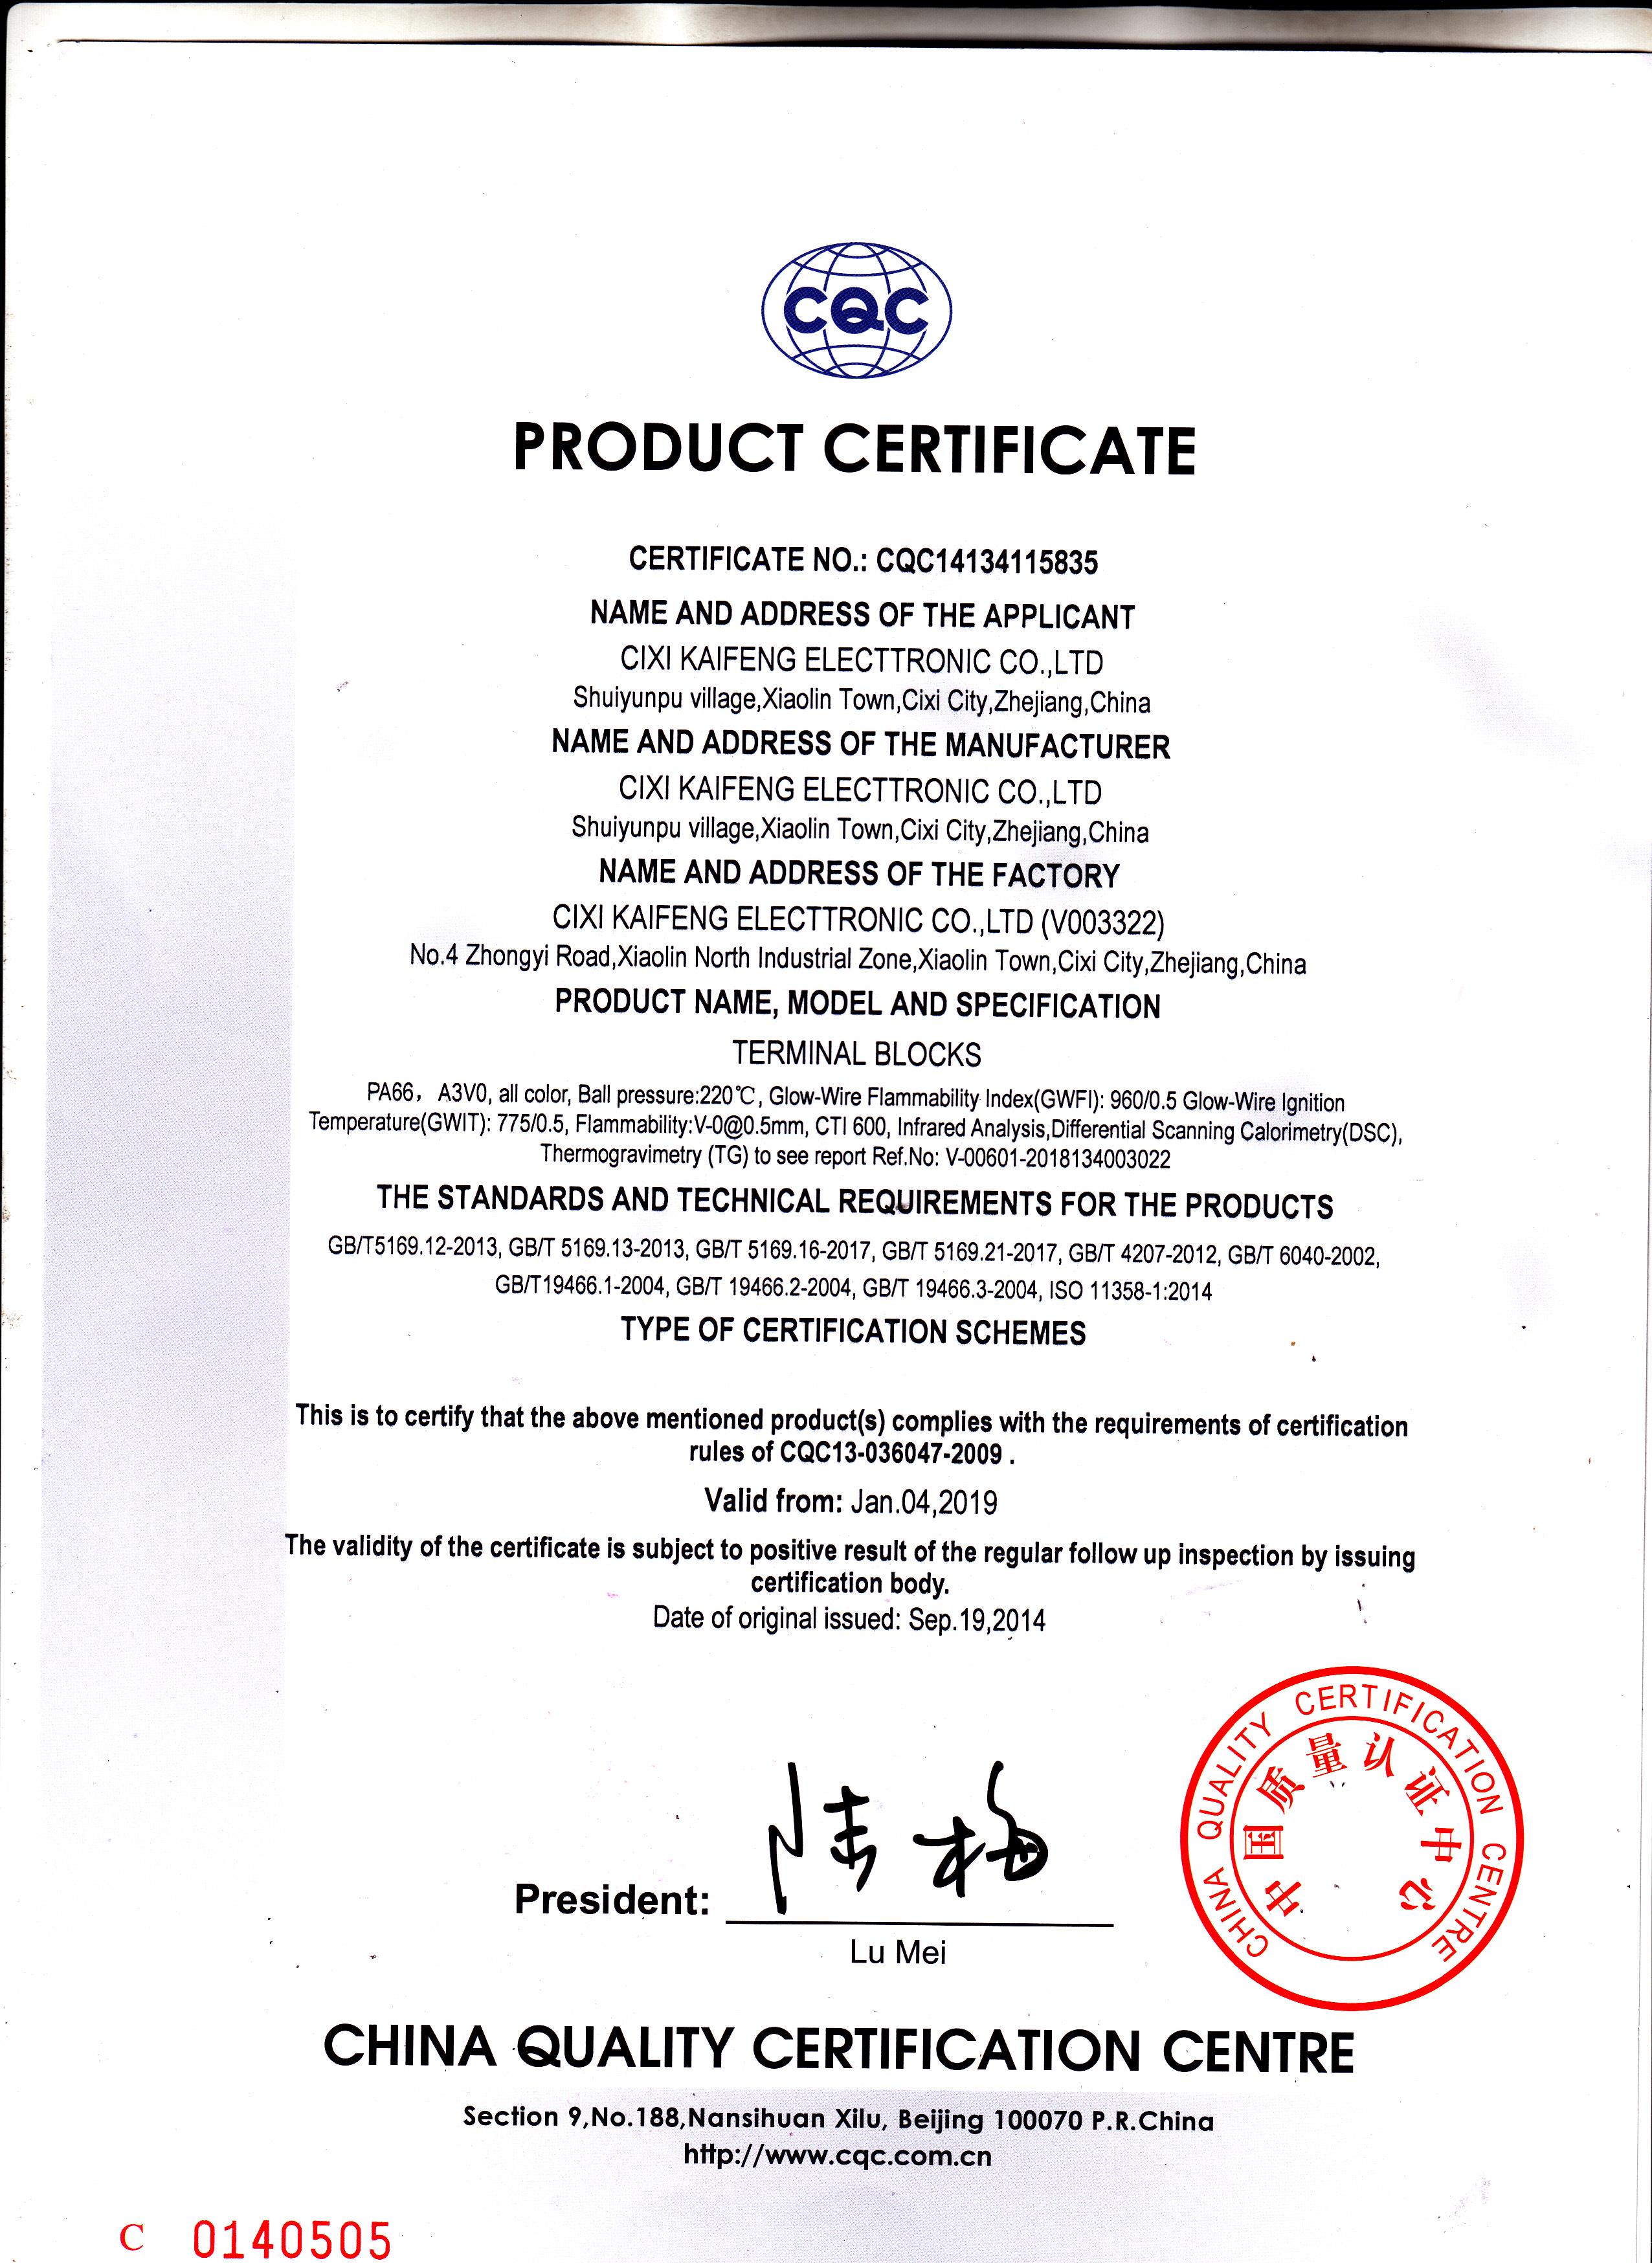 CQC
PRODUCT CERTIFICATE
CERTIFICATE NO.: CQC14134115835
NAME AND ADDRESS OF THE APPLICANT
CIXI KAIFENG ELECTTRONIC CO.,LTD
Shuiyunpu village,Xiaolin Town,Cixi City,Zhejiang,China
NAME AND ADDRESS OF THE MANUFACTURER
CIXI KAIFENG ELECTTRONIC CO.,LTD
Shuiyunpu village,Xiaolin Town,Cixi City,Zhejiang,China
NAME AND ADDRESS OF THE FACTORY
CIXI KAIFENG ELECTTRONIC CO.,LTD (V003322)
No.4 Zhongyi Road,Xiaolin North Industrial Zone,Xiaolin Town,Cixi City,Zhejiang,China
PRODUCT NAME, MODEL AND SPECIFICATION
TERMINAL BLOCKS
PA66，A3V0, all color, Ball pressure:220℃, Glow-Wire Flammability Index(GWFI): 960/0.5 Glow-Wire Ignition
Temperature(GWIT): 775/0.5, Flammability:V-0@0.5mm, CTI 600, Infrared Analysis,Differential Scanning Calorimetry(DSC),
Thermogravimetry (TG) to see report Ref.No: V-00601-2018134003022
THE STANDARDS AND TECHNICAL REQUIREMENTS FOR THE PRODUCTS
GB/T5169.12-2013, GB/T 5169.13-2013, GB/T 5169.16-2017, GB/T 5169.21-2017, GB/T 4207-2012, GB/T 6040-2002,
GB/T19466.1-2004, GB/T 19466.2-2004, GB/T 19466.3-2004, ISO 11358-1:2014
TYPE OF CERTIFICATION SCHEMES
This is to certify that the above mentioned product(s) complies with the requirements of certification
rules of CQC13-036047-2009 .
Valid from: Jan.04,2019
The validity of the certificate is subject to positive result of the regular follow up inspection by issuing
certification body.
Date of original issued: Sep.19,2014
CHINA QUALITY CERTIFICATION CENTRE
中国质量认证中心
President: 陆梅
Lu Mei
CHINA QUALITY CERTIFICATION CENTRE
Section 9,No.188,Nansihuan Xilu, Beijing 100070 P.R.China
http://www.cqc.com.cn
C 0140505